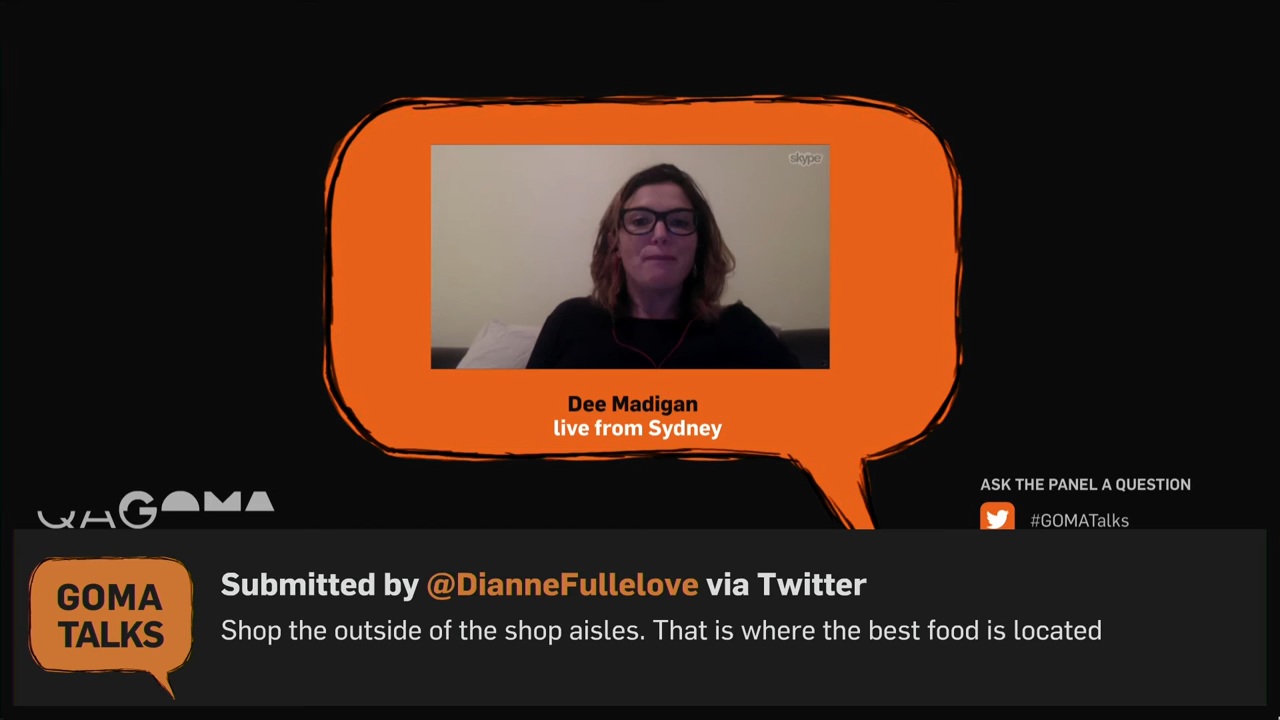 skype
Dee Madigan
live from Sydney
ASK THE PANEL A QUESTION
QAGOMA
#GOMATalks
GOMA
TALKS
Submitted by @DianneFullelove via Twitter
Shop the outside of the shop aisles. That is where the best food is located